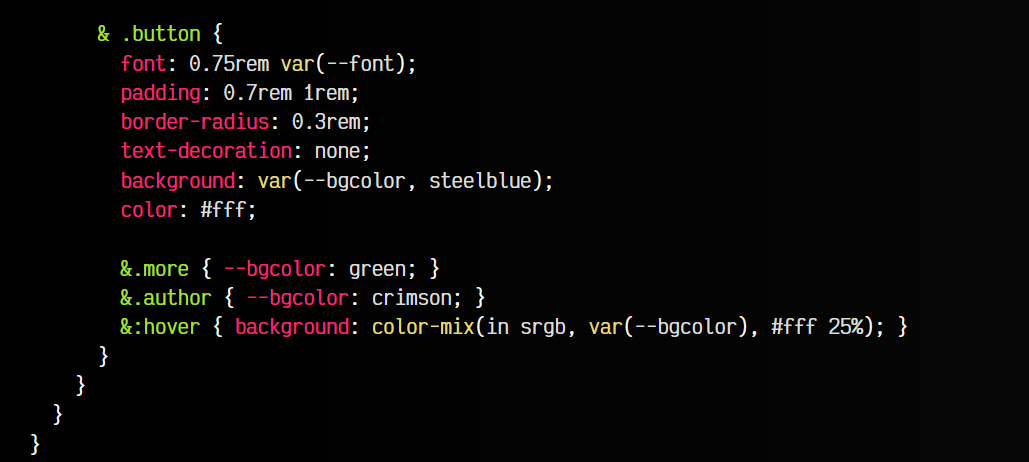 & .button {
font: 0.75rem var(--font);
padding: 0.7rem 1rem;
border-radius: 0.3rem;
text-decoration: none;
background: var(--bgcolor, steelblue);
color: #fff;
&.more { --bgcolor: green; }
&.author { --bgcolor: crimson; }
&:hover { background: color-mix(in srgb, var(--bgcolor), #fff 25%); }
}
}
}
}